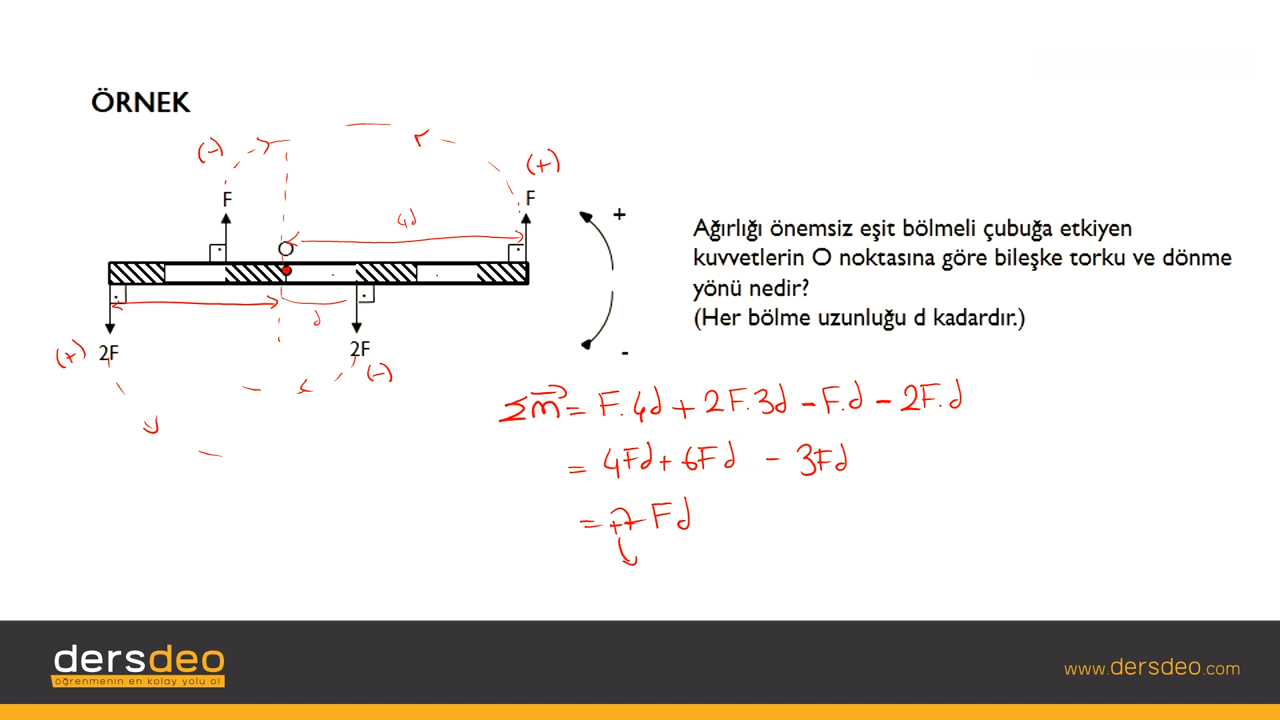 ÖRNEK
(-)
(+)
F
F
4d
O
+
Ağırlığı önemsiz eşit bölmeli çubuğa etkiyen
kuvvetlerin O noktasına göre bileşke torku ve dönme
yönü nedir?
(Her bölme uzunluğu d kadardır.)
d
(+)
2F
2F
(-)
-
Σm = F.4d + 2F.3d - F.d - 2F.d
= 4Fd + 6Fd - 3Fd
= +7Fd
dersdeo
öğrenmenin en kolay yolu o!
www.dersdeo.com